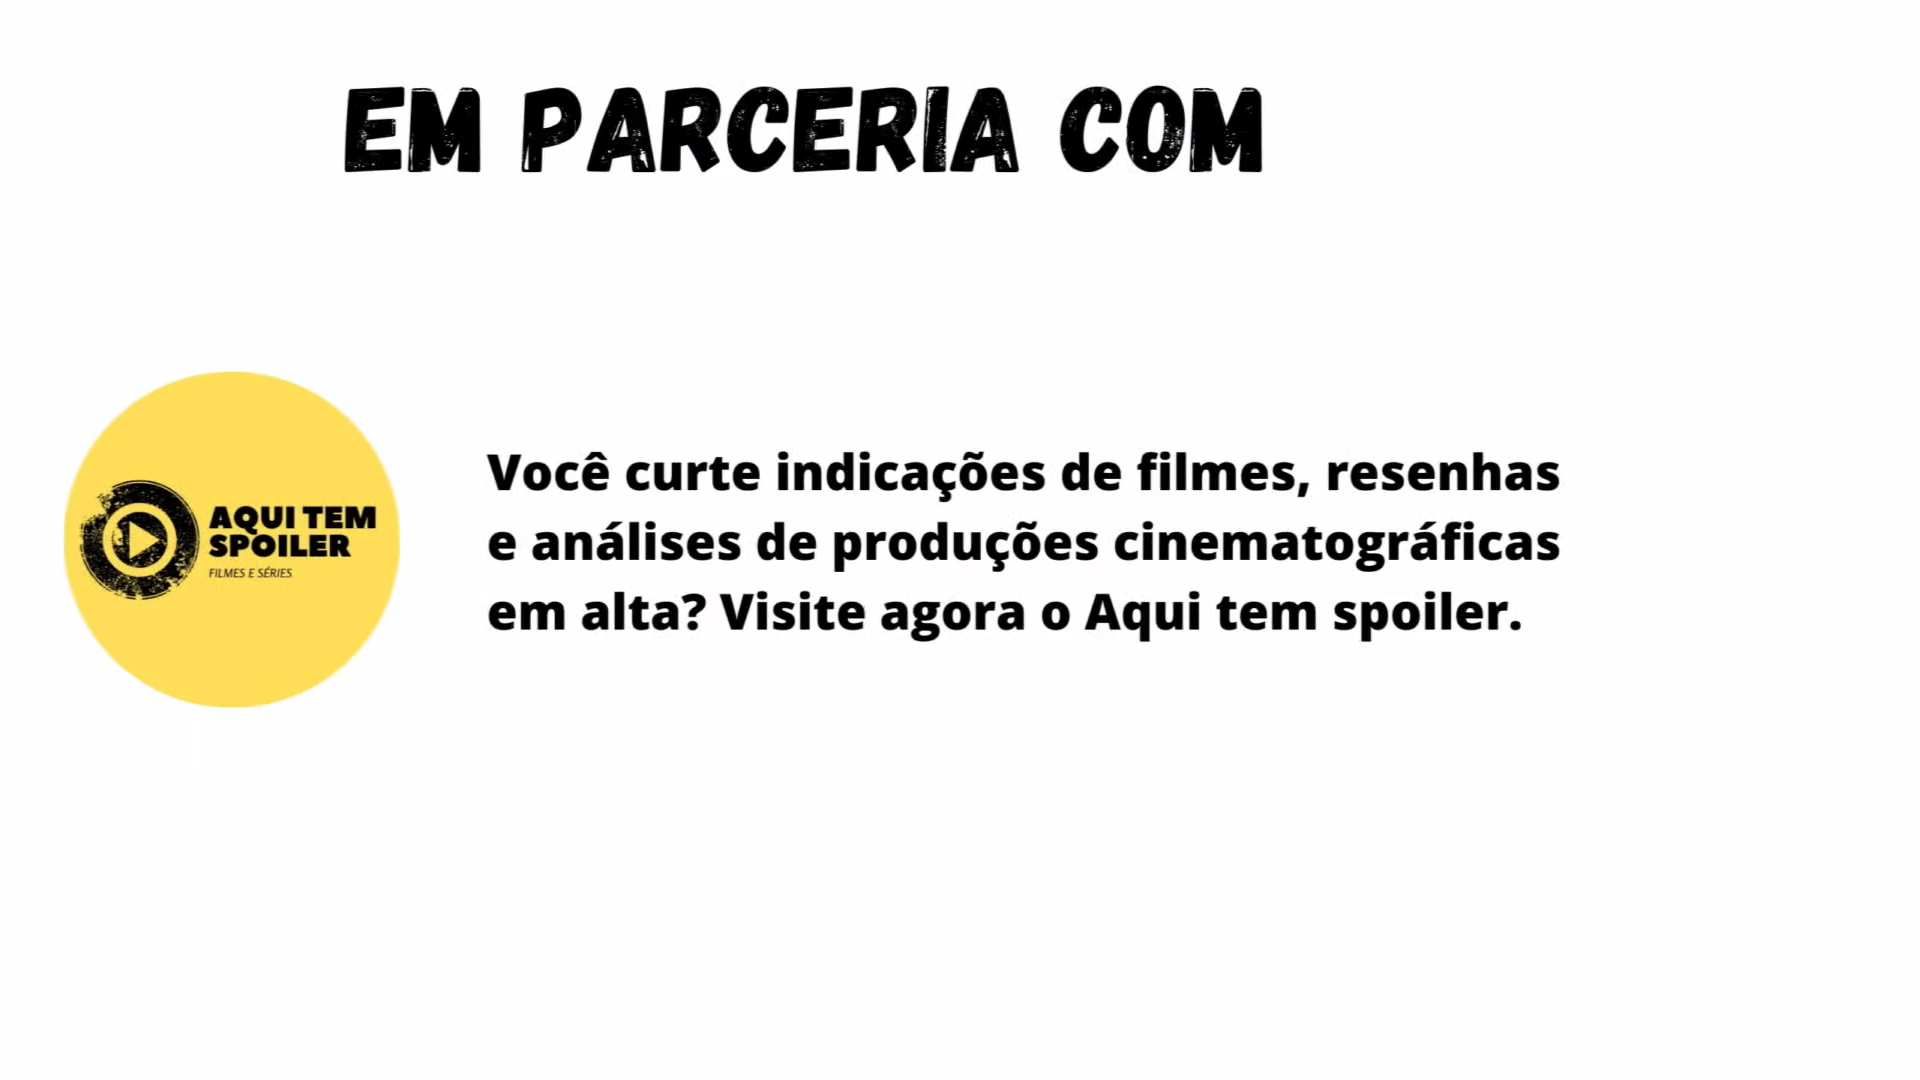 EM PARCERIA COM
AQUI TEM
SPOILER
FILMES E SÉRIES
Você curte indicações de filmes, resenhas
e análises de produções cinematográficas
em alta? Visite agora o Aqui tem spoiler.